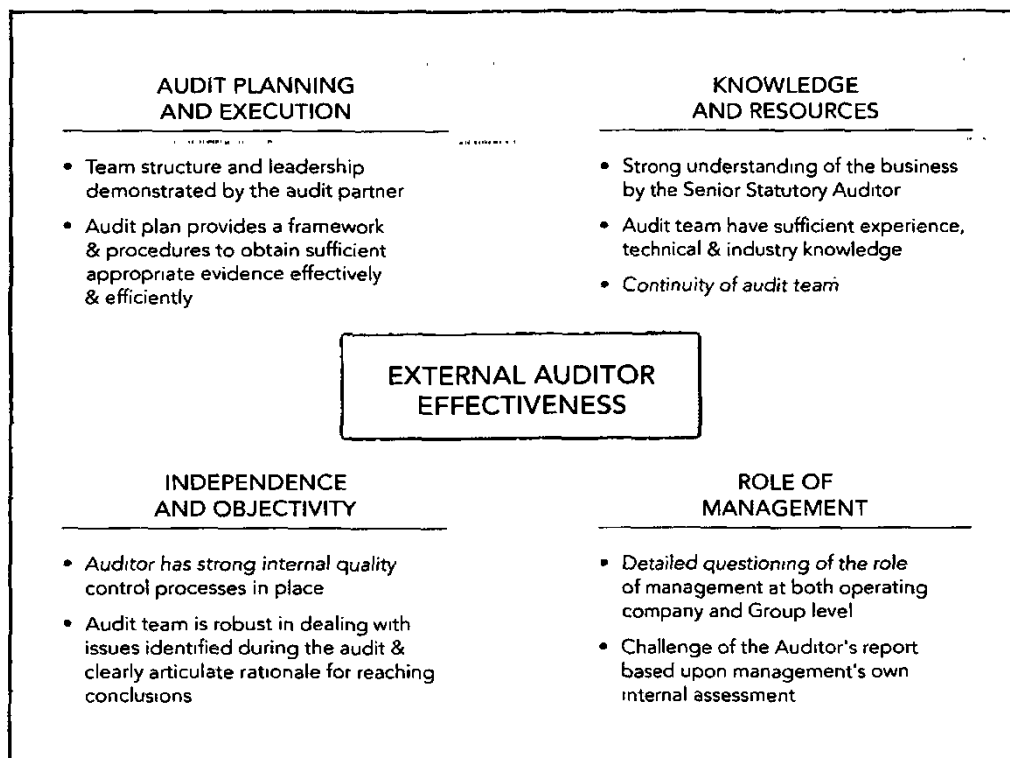 AUDIT PLANNING
AND EXECUTION
• Team structure and leadership
demonstrated by the audit partner
• Audit plan provides a framework
& procedures to obtain sufficient
appropriate evidence effectively
& efficiently
KNOWLEDGE
AND RESOURCES
• Strong understanding of the business
by the Senior Statutory Auditor
• Audit team have sufficient experience,
technical & industry knowledge
• Continuity of audit team
EXTERNAL AUDITOR
EFFECTIVENESS
INDEPENDENCE
AND OBJECTIVITY
• Auditor has strong internal quality
control processes in place
• Audit team is robust in dealing with
issues identified during the audit &
clearly articulate rationale for reaching
conclusions
ROLE OF
MANAGEMENT
• Detailed questioning of the role
of management at both operating
company and Group level
• Challenge of the Auditor's report
based upon management's own
internal assessment